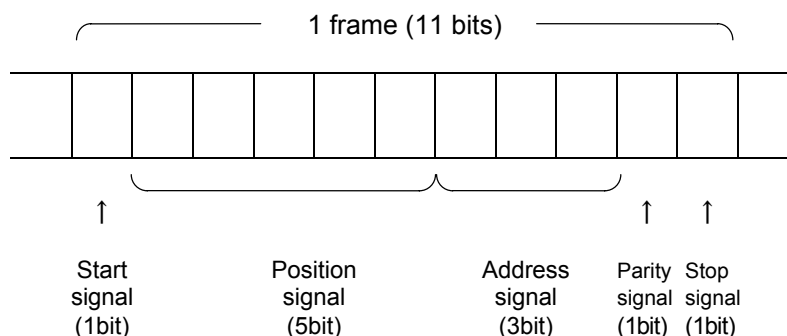 1 frame (11 bits)
↑ ↑ ↑
Start
signal
(1bit)
Position
signal
(5bit)
Address
signal
(3bit)
Parity
signal
(1bit)
Stop
signal
(1bit)